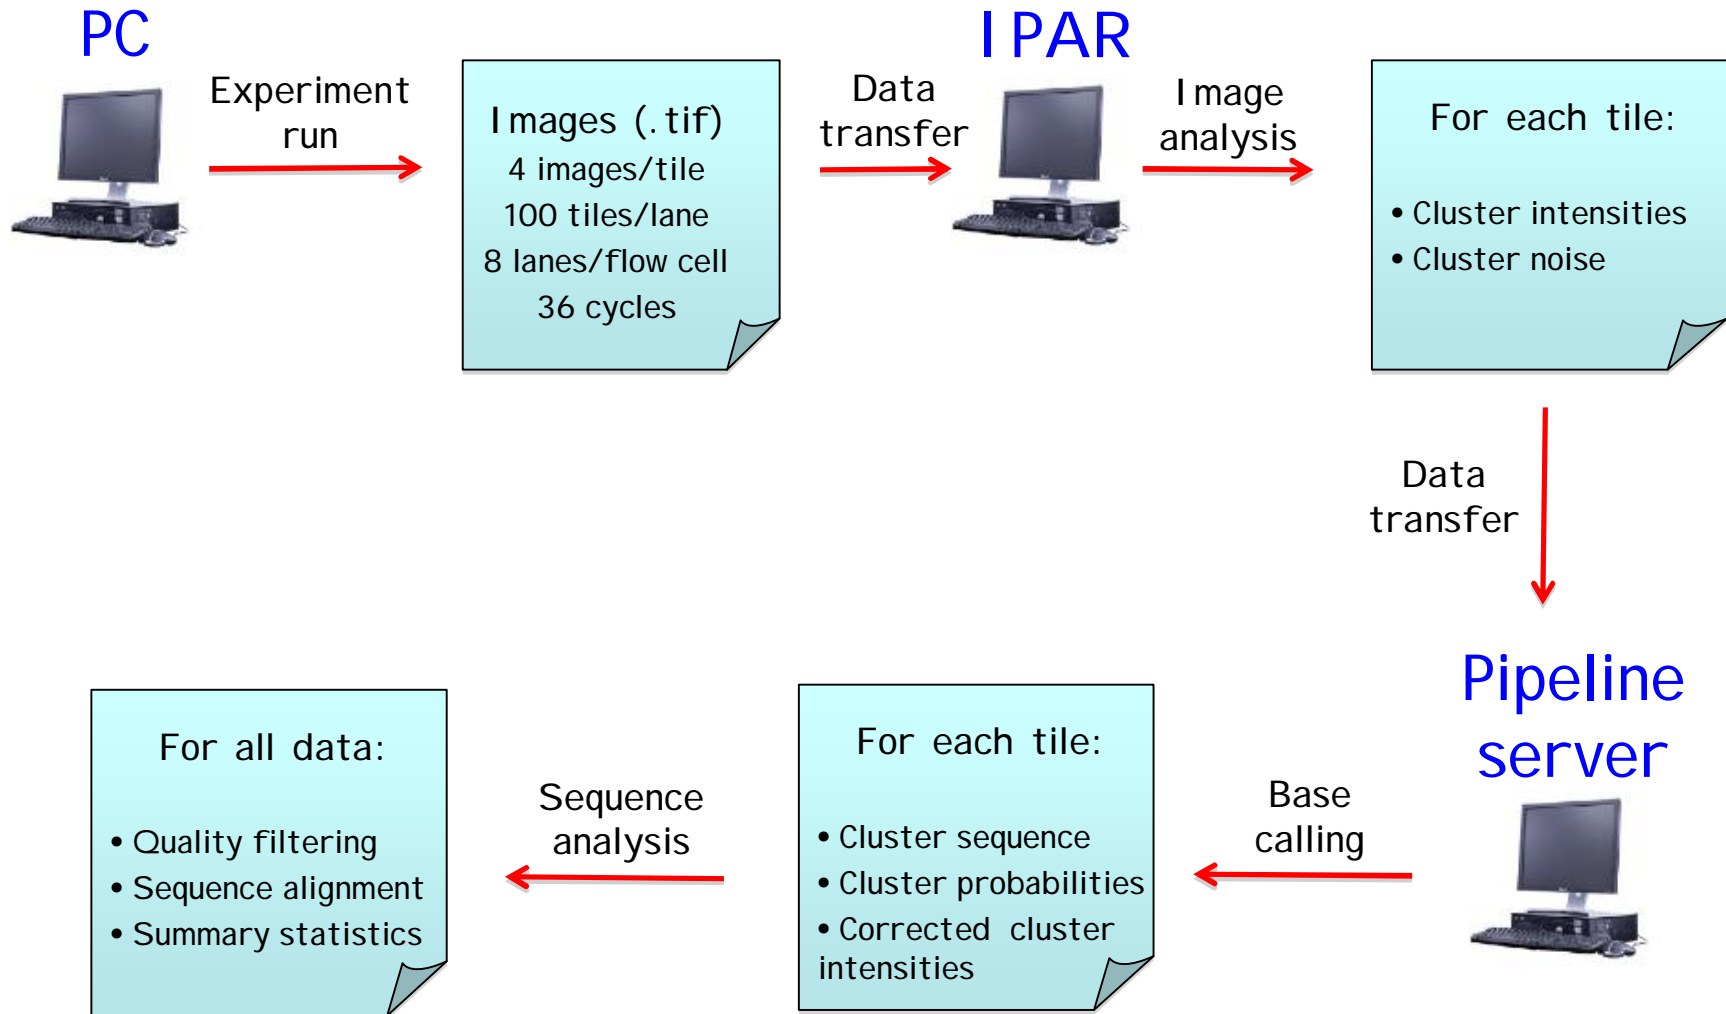 PC
Experiment
run
Images (.tif)
4 images/tile
100 tiles/lane
8 lanes/flow cell
36 cycles
Data
transfer
IPAR
Image
analysis
For each tile:
• Cluster intensities
• Cluster noise
Data
transfer
Pipeline
server
Base
calling
For each tile:
• Cluster sequence
• Cluster probabilities
• Corrected cluster
intensities
Sequence
analysis
For all data:
• Quality filtering
• Sequence alignment
• Summary statistics